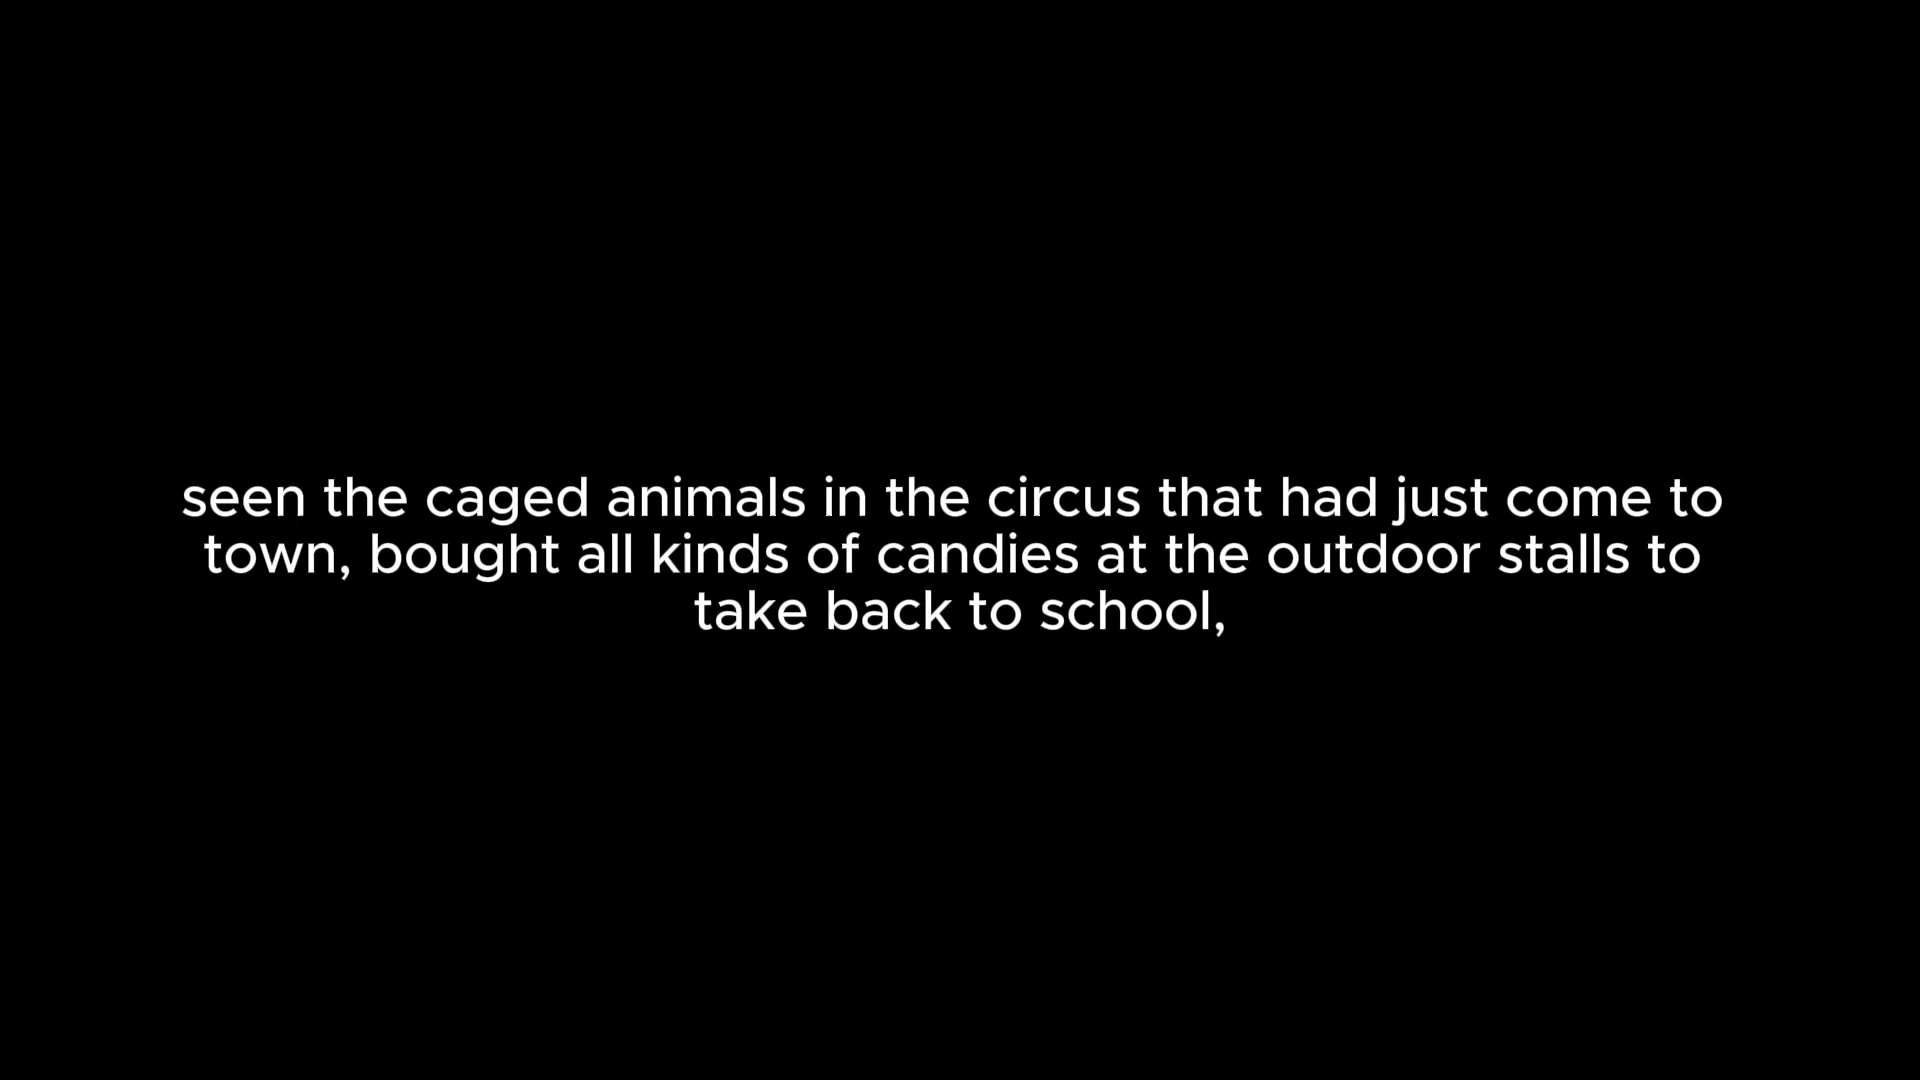 seen the caged animals in the circus that had just come to
town, bought all kinds of candies at the outdoor stalls to
take back to school,